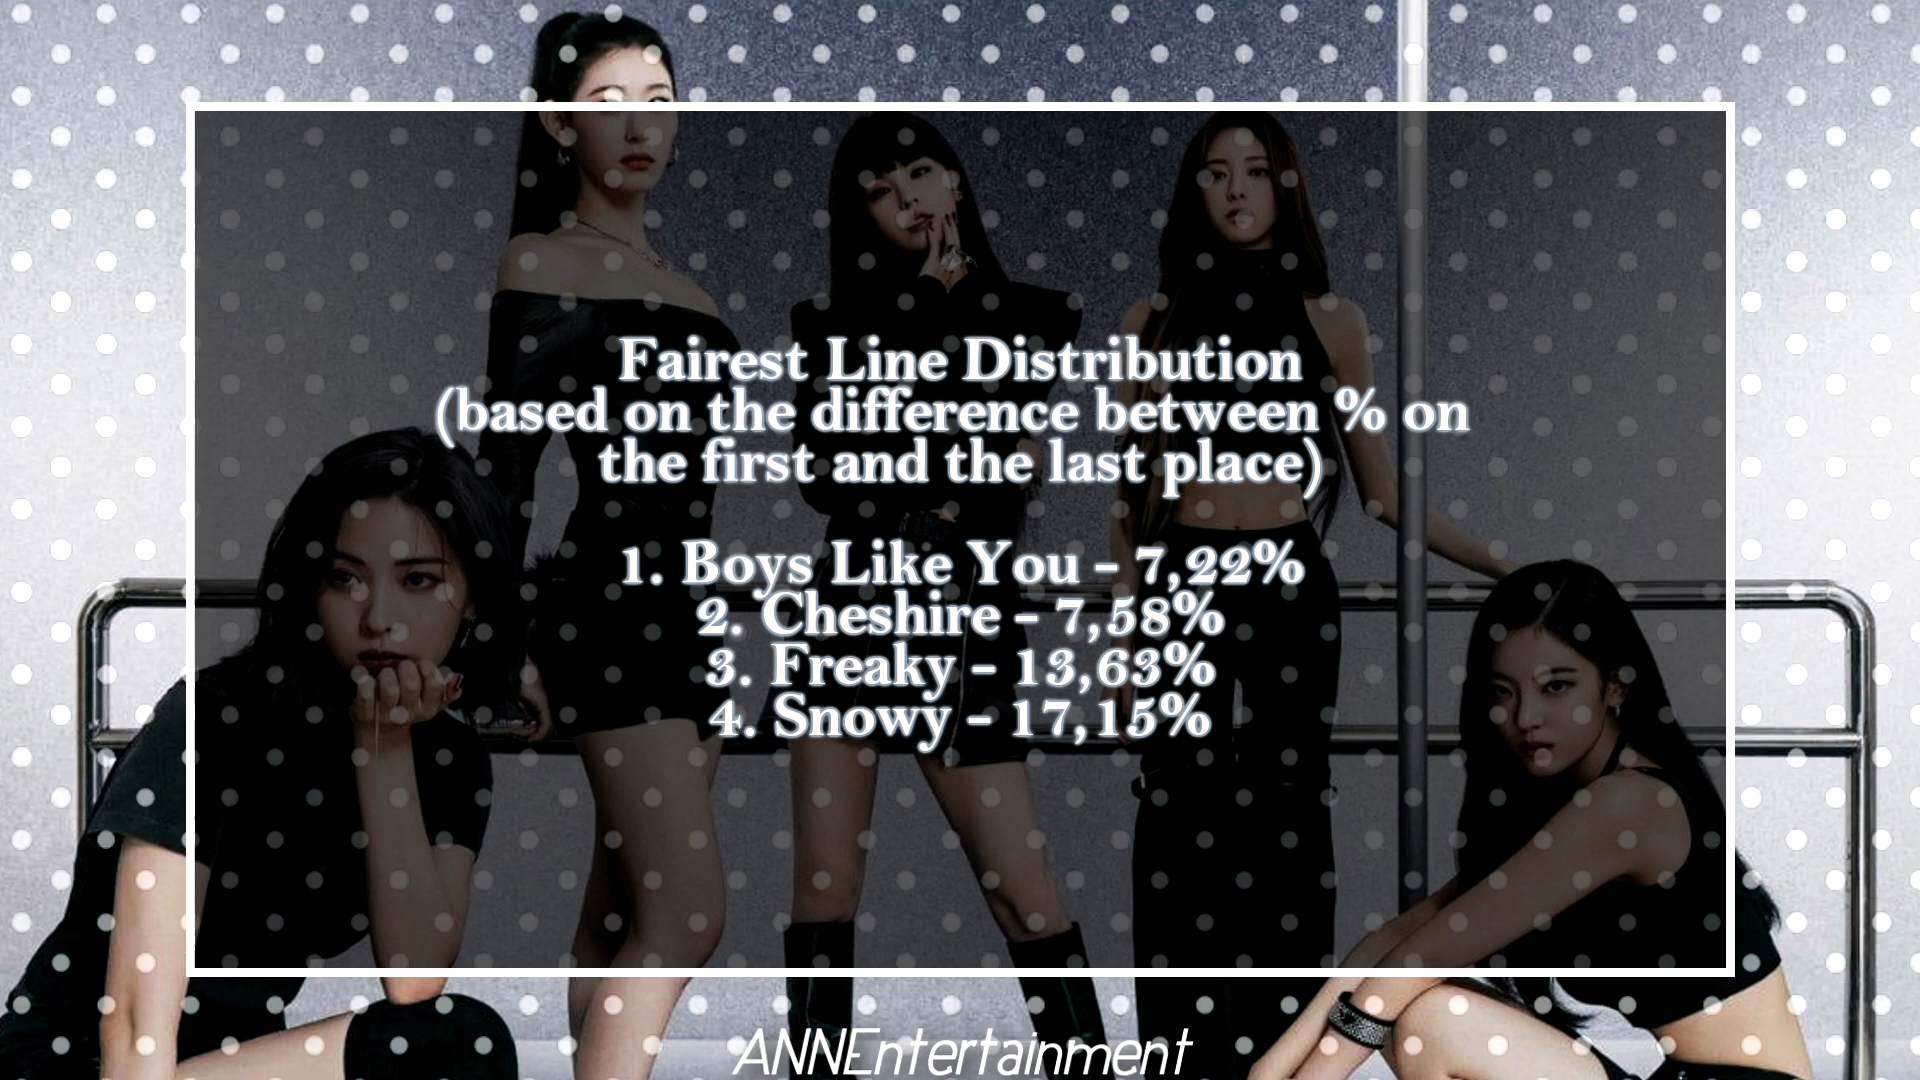 Fairest Line Distribution
(based on the difference between % on
the first and the last place)
1. Boys Like You - 7,22%
2. Cheshire - 7,58%
3. Freaky - 13,63%
4. Snowy - 17,15%
ANNEntertainment